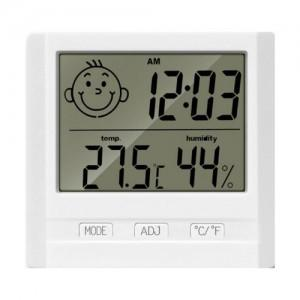 AM
12:03
temp. humidity
27.5°C 44%
MODE ADJ °C/°F